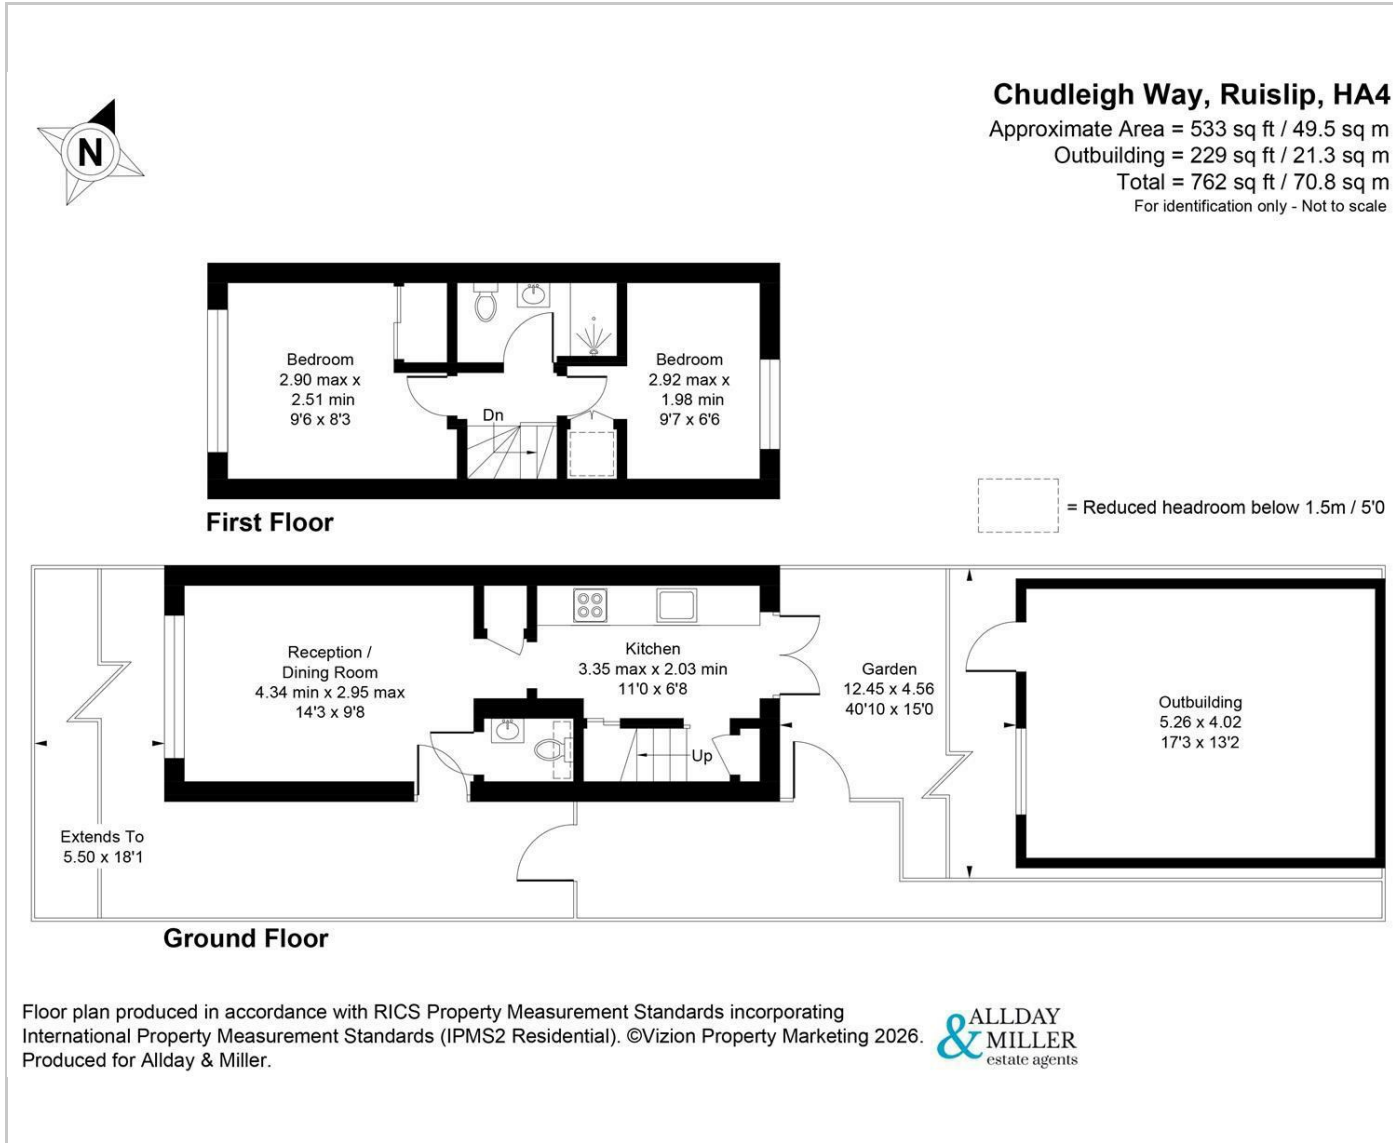 Chudleigh Way, Ruislip, HA4
Approximate Area = 533 sq ft / 49.5 sq m
Outbuilding = 229 sq ft / 21.3 sq m
Total = 762 sq ft / 70.8 sq m
For identification only - Not to scale
N
Bedroom
2.90 max x
2.51 min
9'6 x 8'3
Dn
Bedroom
2.92 max x
1.98 min
9'7 x 6'6
First Floor
= Reduced headroom below 1.5m / 5'0
Reception /
Dining Room
4.34 min x 2.95 max
14'3 x 9'8
Kitchen
3.35 max x 2.03 min
11'0 x 6'8
Up
Garden
12.45 x 4.56
40'10 x 15'0
Outbuilding
5.26 x 4.02
17'3 x 13'2
Extends To
5.50 x 18'1
Ground Floor
Floor plan produced in accordance with RICS Property Measurement Standards incorporating
International Property Measurement Standards (IPMS2 Residential). ©Vizion Property Marketing 2026.
Produced for Allday & Miller.
ALLDAY
& MILLER
estate agents